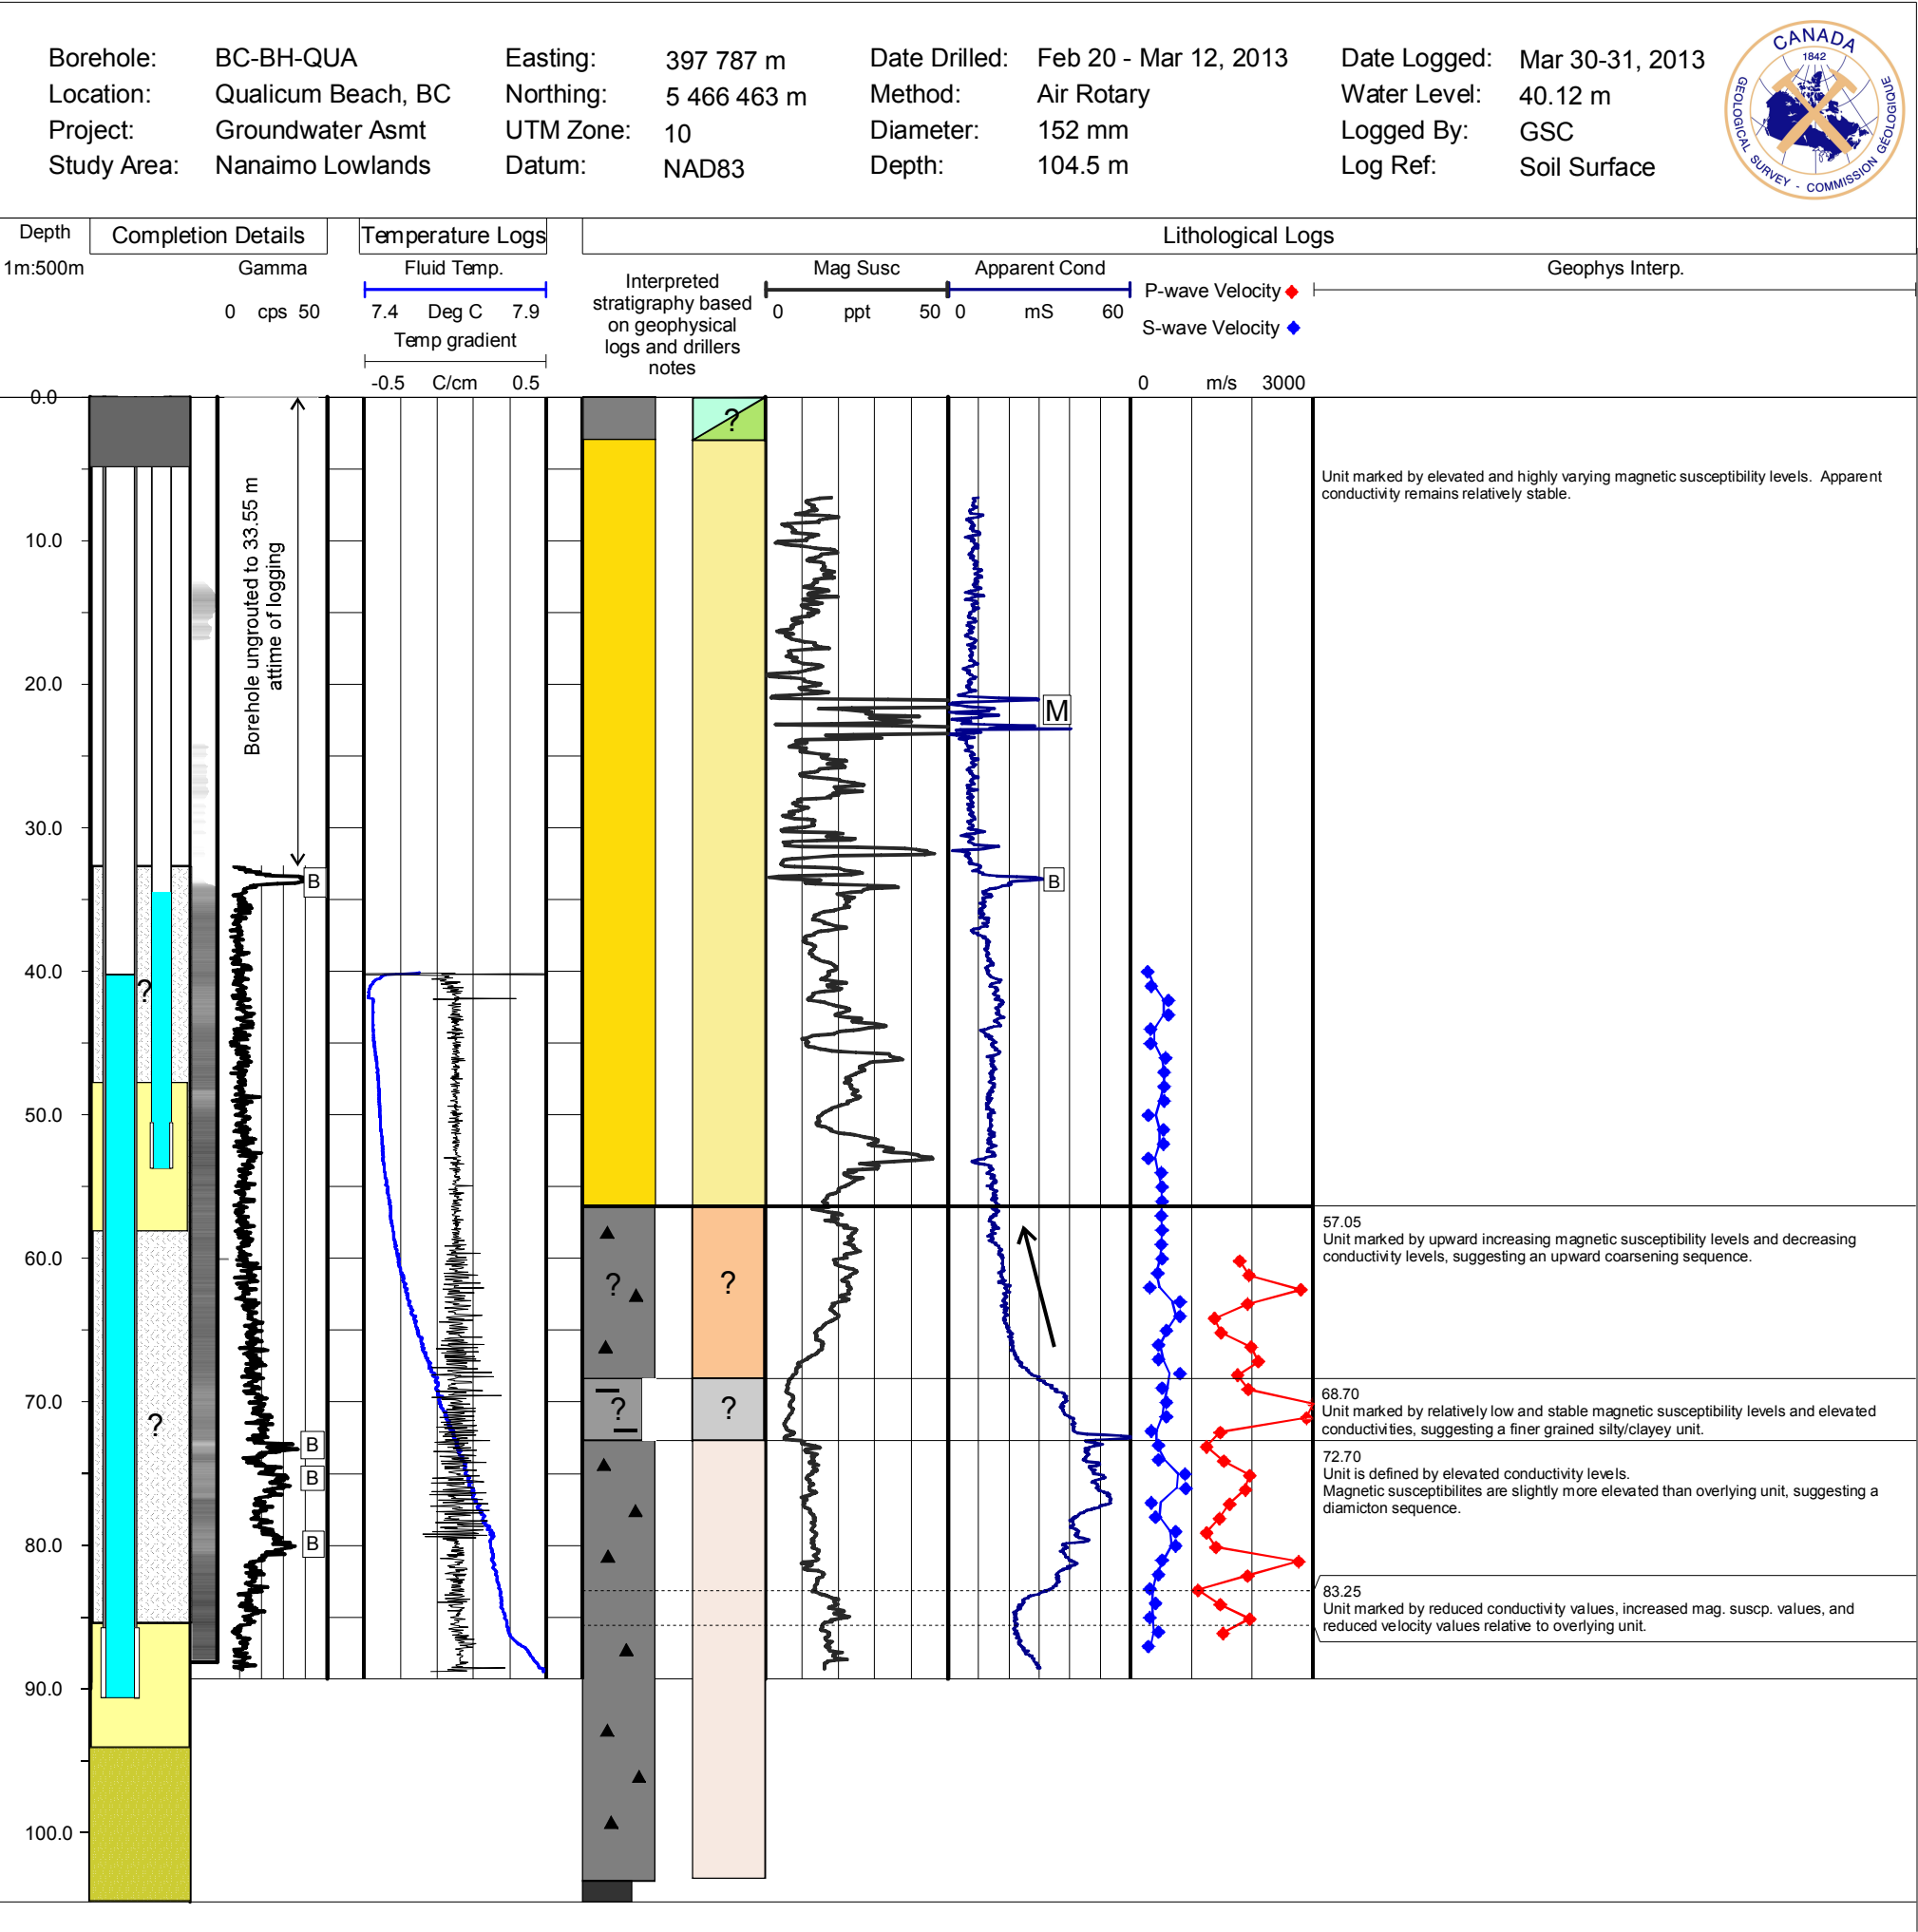 Borehole: BC-BH-QUA Easting: 397 787 m Date Drilled: Feb 20 - Mar 12, 2013 Date Logged: Mar 30-31, 2013
Location: Qualicum Beach, BC Northing: 5 466 463 m Method: Air Rotary Water Level: 40.12 m
Project: Groundwater Asmt UTM Zone: 10 Diameter: 152 mm Logged By: GSC
Study Area: Nanaimo Lowlands Datum: NAD83 Depth: 104.5 m Log Ref: Soil Surface
CANADA
1842
GEOLOGICAL SURVEY - COMMISSION GÉOLOGIQUE
Depth Completion Details Temperature Logs Lithological Logs
1m:500m Gamma Fluid Temp. Mag Susc Apparent Cond Geophys Interp.
Interpreted
stratigraphy based
on geophysical
logs and drillers
notes
P-wave Velocity
S-wave Velocity
0 cps 50 7.4 Deg C 7.9 0 ppt 50 0 mS 60
Temp gradient
-0.5 C/cm 0.5 0 m/s 3000
0.0
?
Unit marked by elevated and highly varying magnetic susceptibility levels. Apparent
conductivity remains relatively stable.
Borehole ungrouted to 33.55 m
attime of logging
10.0
20.0
M
30.0
B B
40.0
?
50.0
57.05
Unit marked by upward increasing magnetic susceptibility levels and decreasing
conductivity levels, suggesting an upward coarsening sequence.
60.0
? ?
68.70
Unit marked by relatively low and stable magnetic susceptibility levels and elevated
conductivities, suggesting a finer grained silty/clayey unit.
70.0
? ? ?
B
72.70
Unit is defined by elevated conductivity levels.
Magnetic susceptibilites are slightly more elevated than overlying unit, suggesting a
diamicton sequence.
B
80.0
B
83.25
Unit marked by reduced conductivity values, increased mag. suscp. values, and
reduced velocity values relative to overlying unit.
90.0
100.0